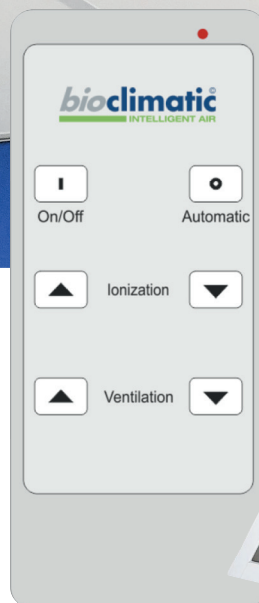 bioclimatic
INTELLIGENT AIR
I O
On/Off Automatic
Ionization
Ventilation